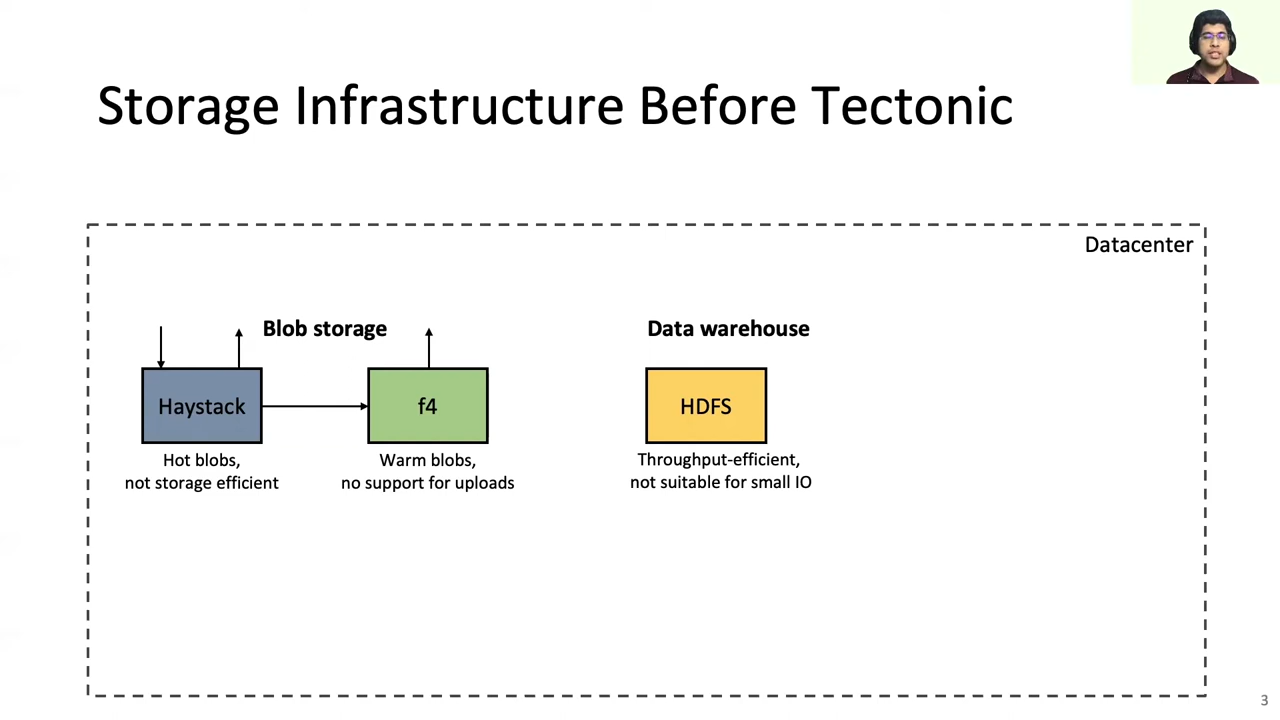 Storage Infrastructure Before Tectonic
Datacenter
Blob storage
Data warehouse
Haystack
f4
HDFS
Hot blobs,
not storage efficient
Warm blobs,
no support for uploads
Throughput-efficient,
not suitable for small IO
3